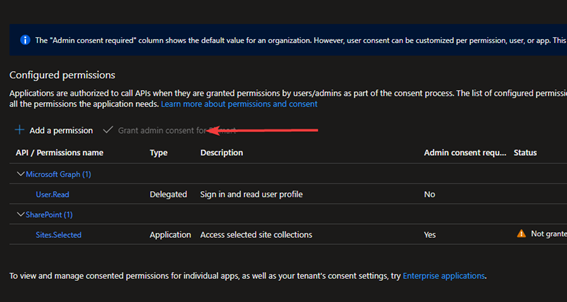 The "Admin consent required" column shows the default value for an organization. However, user consent can be customized per permission, user, or app. This
Configured permissions
Applications are authorized to call APIs when they are granted permissions by users/admins as part of the consent process. The list of configured permissi
all the permissions the application needs. Learn more about permissions and consent
Add a permission Grant admin consent for
API / Permissions name Type Description Admin consent requ... Status
Microsoft Graph (1)
User.Read Delegated Sign in and read user profile No
SharePoint (1)
Sites.Selected Application Access selected site collections Yes Not grante
To view and manage consented permissions for individual apps, as well as your tenant's consent settings, try Enterprise applications.